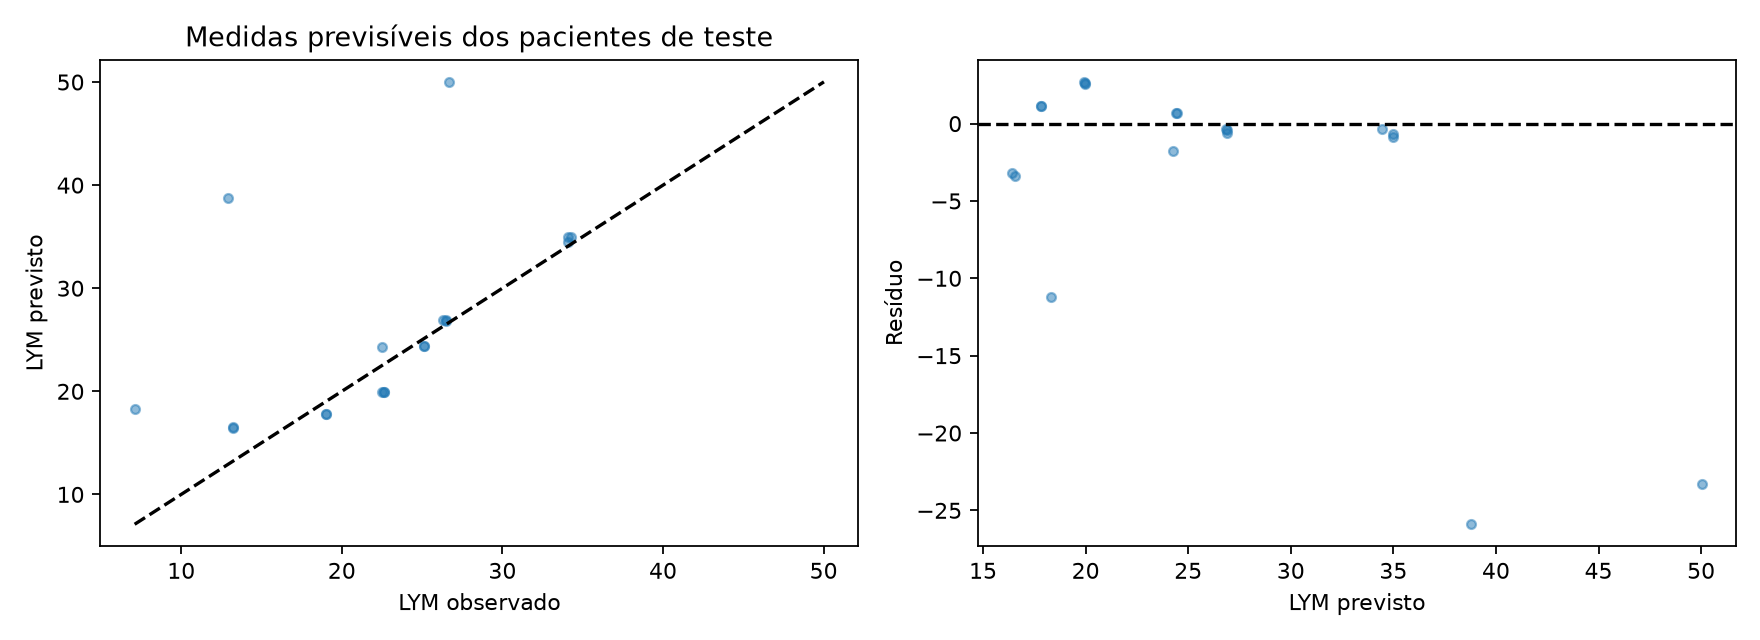 Medidas previsíveis dos pacientes de teste
LYM previsto
50
40
30
20
10
10 20 30 40 50
LYM observado
Resíduo
0
−5
−10
−15
−20
−25
15 20 25 30 35 40 45 50
LYM previsto